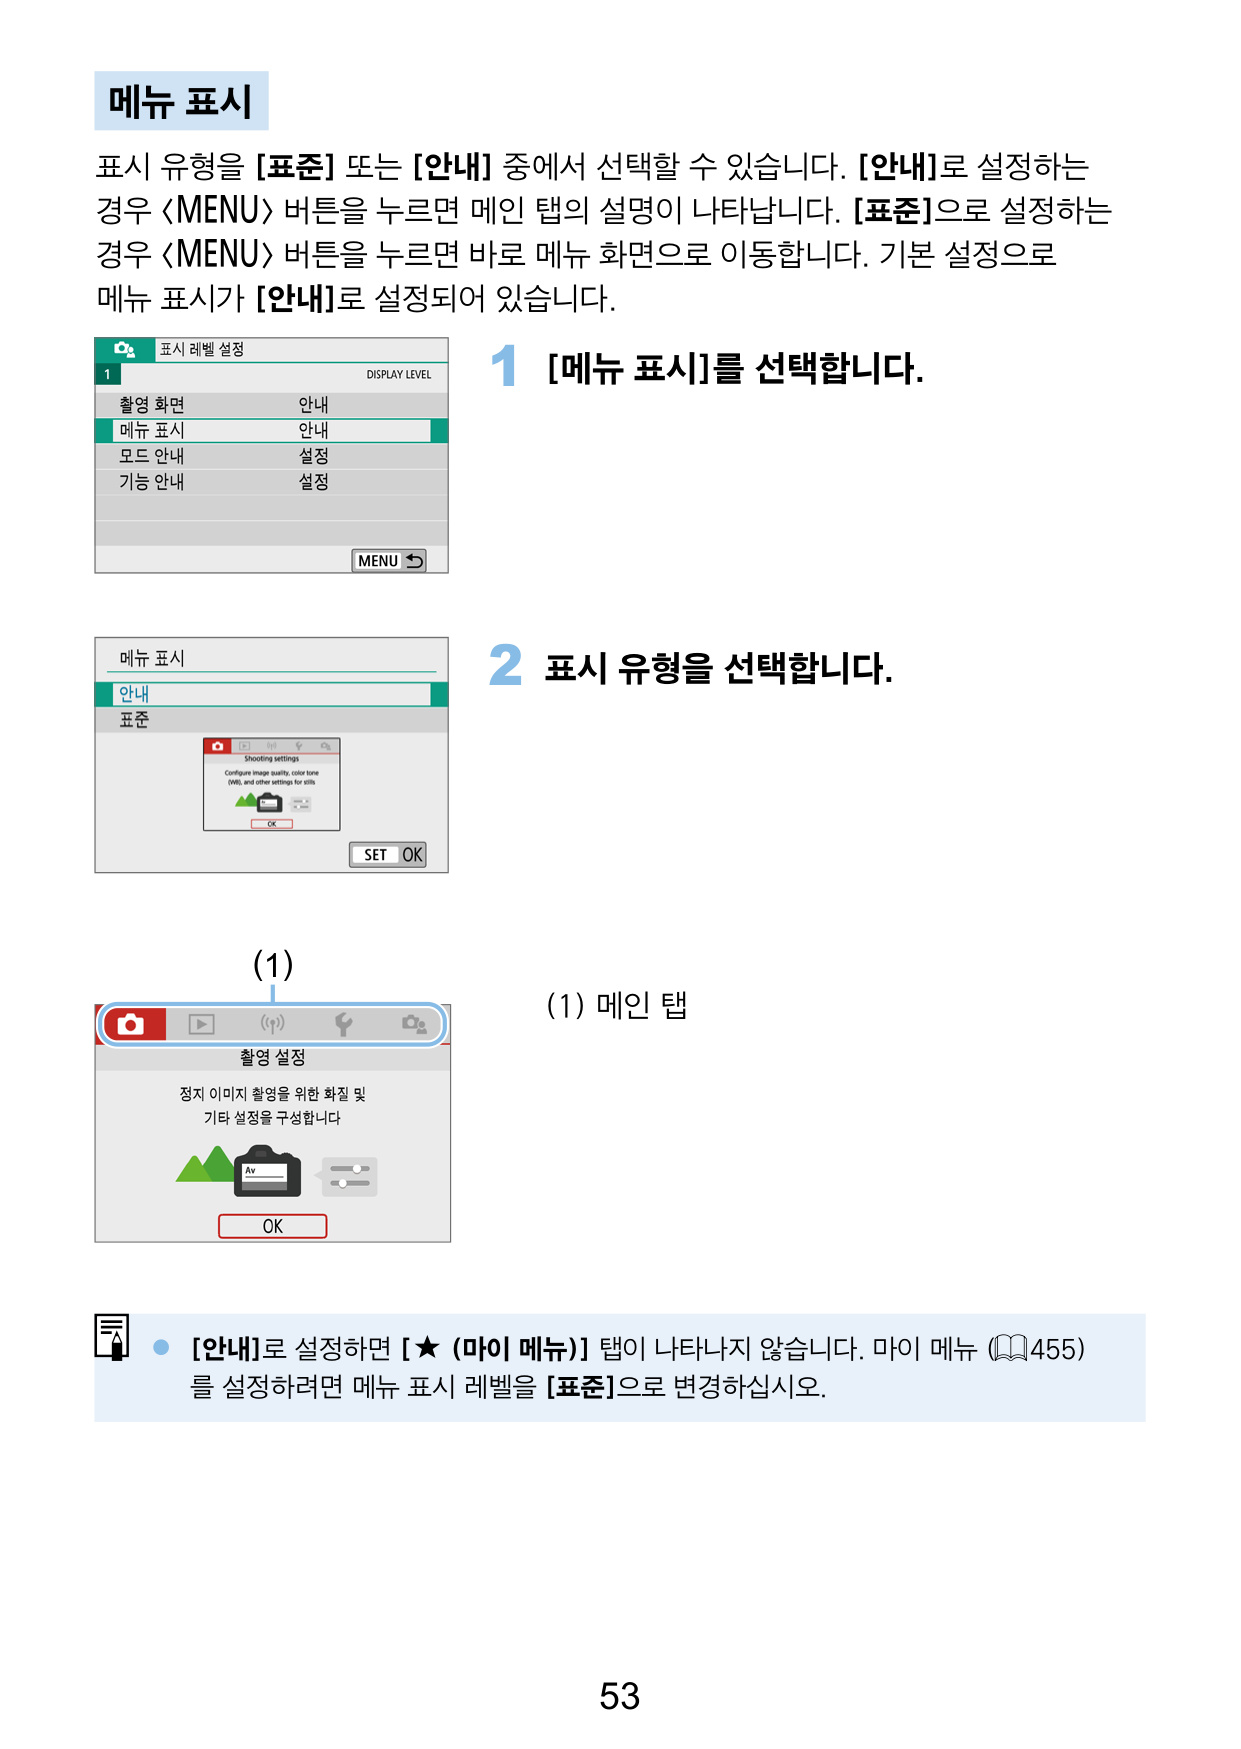 메뉴 표시
표시 유형을 [표준] 또는 [안내] 중에서 선택할 수 있습니다. [안내]로 설정하는
경우 <MENU> 버튼을 누르면 메인 탭의 설명이 나타납니다. [표준]으로 설정하는
경우 <MENU> 버튼을 누르면 바로 메뉴 화면으로 이동합니다. 기본 설정으로
메뉴 표시가 [안내]로 설정되어 있습니다.
표시 레벨 설정
1
DISPLAY LEVEL
촬영 화면 안내
메뉴 표시 안내
모드 안내 설정
기능 안내 설정
MENU
1 [메뉴 표시]를 선택합니다.
메뉴 표시
안내
표준
Shooting settings
Configure image quality, color tone
(WB), and other settings for stills
Av
OK
SET OK
2 표시 유형을 선택합니다.
(1)
촬영 설정
정지 이미지 촬영을 위한 화질 및
기타 설정을 구성합니다
Av
OK
(1) 메인 탭
● [안내]로 설정하면 [★ (마이 메뉴)] 탭이 나타나지 않습니다. 마이 메뉴 (455)
를 설정하려면 메뉴 표시 레벨을 [표준]으로 변경하십시오.
53